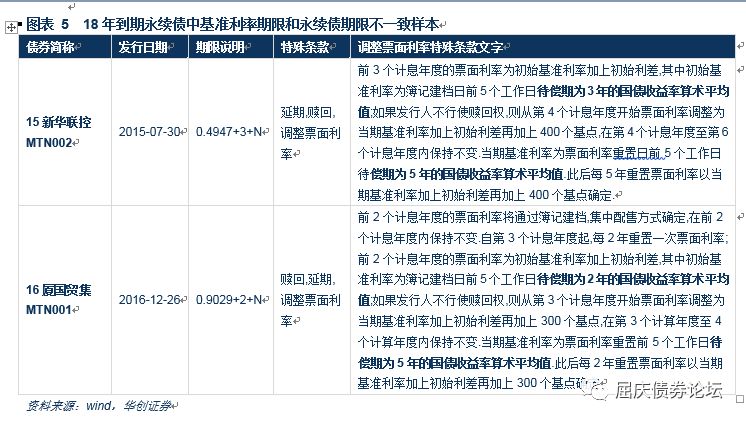 图表 5 18 年到期永续债中基准利率期限和永续债期限不一致样本
债券简称 发行日期 期限说明 特殊条款 调整票面利率特殊条款文字
15 新华联控
MTN002
2015-07-30
0.4947+3+N
延期,赎回,
调整票面利
率
前 3 个计息年度的票面利率为初始基准利率加上初始利差,其中初始基
准利率为簿记建档日前 5 个工作日待偿期为 3 年的国债收益率算术平均
值;如果发行人不行使赎回权,则从第 4 个计息年度开始票面利率调整为
当期基准利率加上初始利差再加上 400 个基点,在第 4 个计息年度至第 6
个计息年度内保持不变.当期基准利率为票面利率重置日前 5 个工作日
待偿期为 5 年的国债收益率算术平均值.此后每 5 年重置票面利率以当
期基准利率加上初始利差再加上 400 个基点确定.
16 厦国贸集
MTN001
2016-12-26
0.9029+2+N
赎回,延期,
调整票面利
率
前 2 个计息年度的票面利率将通过簿记建档,集中配售方式确定,在前 2
个计息年度内保持不变.自第 3 个计息年度起,每 2 年重置一次票面利率;
前 2 个计息年度的票面利率为初始基准利率加上初始利差,其中初始基
准利率为簿记建档日前 5 个工作日待偿期为 2 年的国债收益率算术平均
值;如果发行人不行使赎回权,则从第 3 个计息年度开始票面利率调整为
当期基准利率加上初始利差再加上 300 个基点,在第 3 个计算年度至 4
个计算年度内保持不变.当期基准利率为票面利率重置前 5 个工作日待
偿期为 5 年的国债收益率算术平均值.此后每 2 年重置票面利率以当期
基准利率加上初始利差再加上 300 个基点确定.
资料来源：wind，华创证券
屈庆债券论坛